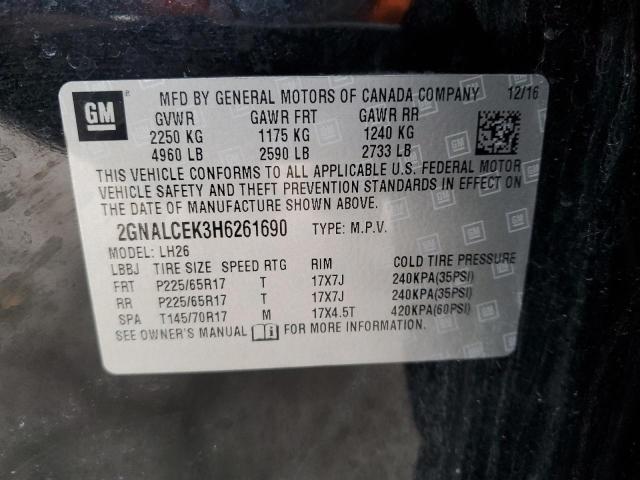 GM
MFD BY GENERAL MOTORS OF CANADA COMPANY 12/16
GVWR GAWR FRT GAWR RR
2250 KG 1175 KG 1240 KG
4960 LB 2590 LB 2733 LB
THIS VEHICLE CONFORMS TO ALL APPLICABLE U.S. FEDERAL MOTOR
VEHICLE SAFETY AND THEFT PREVENTION STANDARDS IN EFFECT ON
THE DATE OF MANUFACTURE SHOWN ABOVE.
2GNALCEK3H6261690 TYPE: M.P.V.
MODEL: LH26
LBBJ TIRE SIZE SPEED RTG RIM COLD TIRE PRESSURE
FRT P225/65R17 T 17X7J 240KPA(35PSI)
RR P225/65R17 T 17X7J 240KPA(35PSI)
SPA T145/70R17 M 17X4.5T 420KPA(60PSI)
SEE OWNER'S MANUAL FOR MORE INFORMATION.